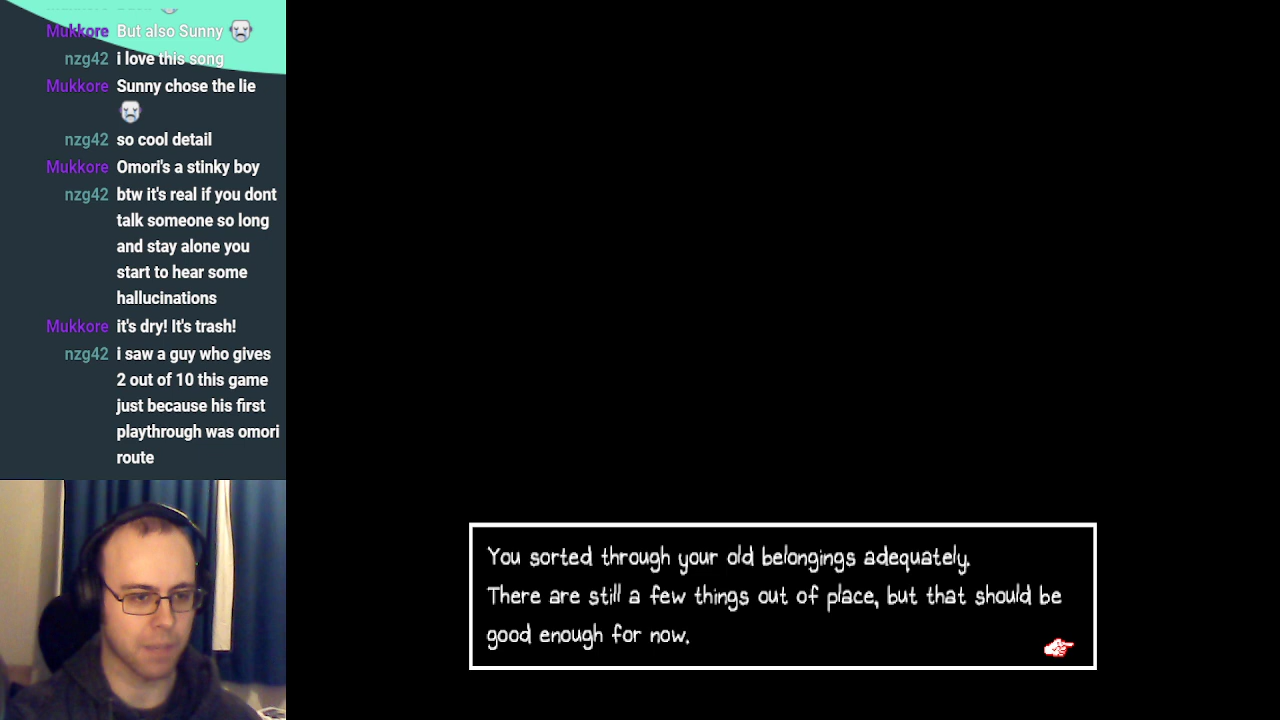 Mukkore But also Sunny
nzg42 i love this song
Mukkore Sunny chose the lie
nzg42 so cool detail
Mukkore Omori's a stinky boy
nzg42 btw it's real if you dont
talk someone so long
and stay alone you
start to hear some
hallucinations
Mukkore it's dry! It's trash!
nzg42 i saw a guy who gives
2 out of 10 this game
just because his first
playthrough was omori
route
You sorted through your old belongings adequately.
There are still a few things out of place, but that should be
good enough for now.